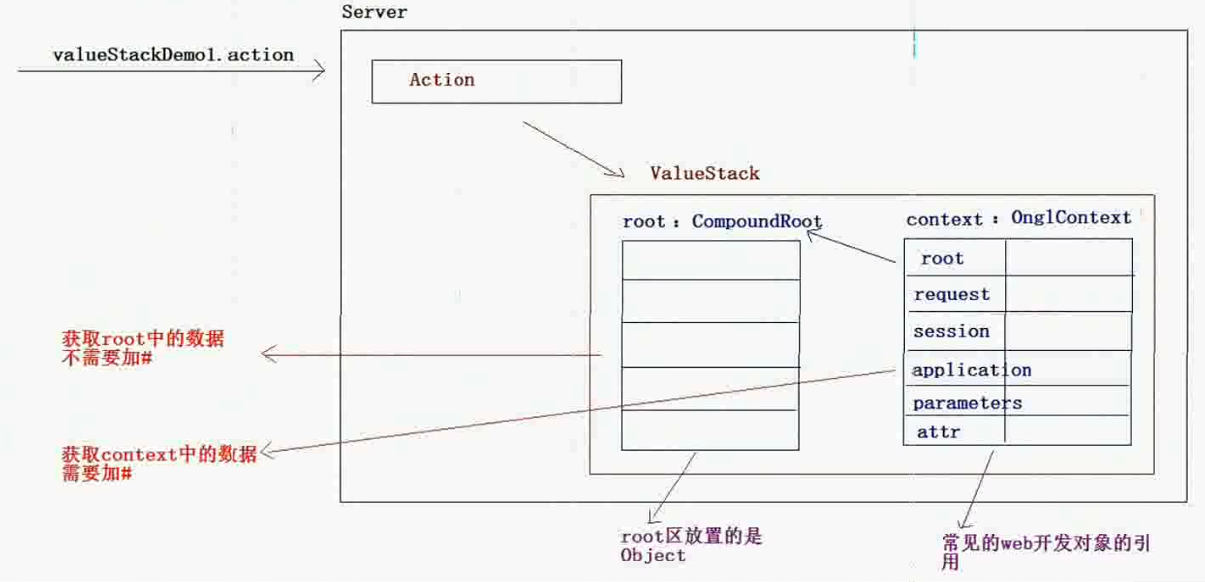 Server
valueStackDemo1.action
Action
ValueStack
root：CompoundRoot
context：OnglContext
root
request
session
application
parameters
attr
获取root中的数据
不需要加#
获取context中的数据
需要加#
root区放置的是
Object
常见的web开发对象的引
用